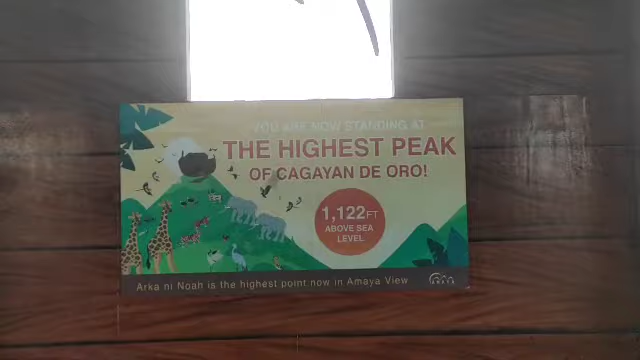 YOU ARE NOW STANDING AT
THE HIGHEST PEAK
OF CAGAYAN DE ORO!
1,122FT
ABOVE SEA
LEVEL
Arka ni Noah is the highest point now in Amaya View